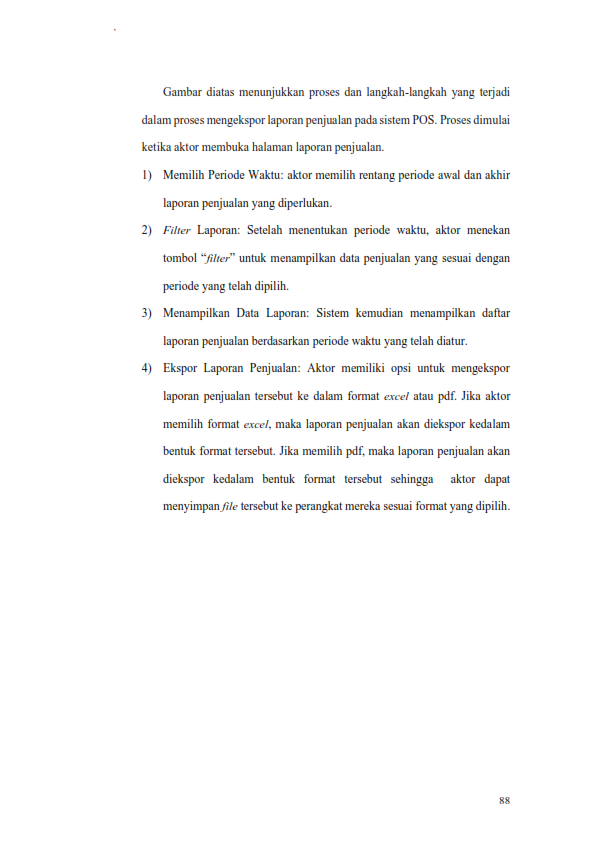 Gambar diatas menunjukkan proses dan langkah-langkah yang terjadi
dalam proses mengekspor laporan penjualan pada sistem POS. Proses dimulai
ketika aktor membuka halaman laporan penjualan.
1) Memilih Periode Waktu: aktor memilih rentang periode awal dan akhir
laporan penjualan yang diperlukan.
2) Filter Laporan: Setelah menentukan periode waktu, aktor menekan
tombol “filter” untuk menampilkan data penjualan yang sesuai dengan
periode yang telah dipilih.
3) Menampilkan Data Laporan: Sistem kemudian menampilkan daftar
laporan penjualan berdasarkan periode waktu yang telah diatur.
4) Ekspor Laporan Penjualan: Aktor memiliki opsi untuk mengekspor
laporan penjualan tersebut ke dalam format excel atau pdf. Jika aktor
memilih format excel, maka laporan penjualan akan diekspor kedalam
bentuk format tersebut. Jika memilih pdf, maka laporan penjualan akan
diekspor kedalam bentuk format tersebut sehingga aktor dapat
menyimpan file tersebut ke perangkat mereka sesuai format yang dipilih.
88